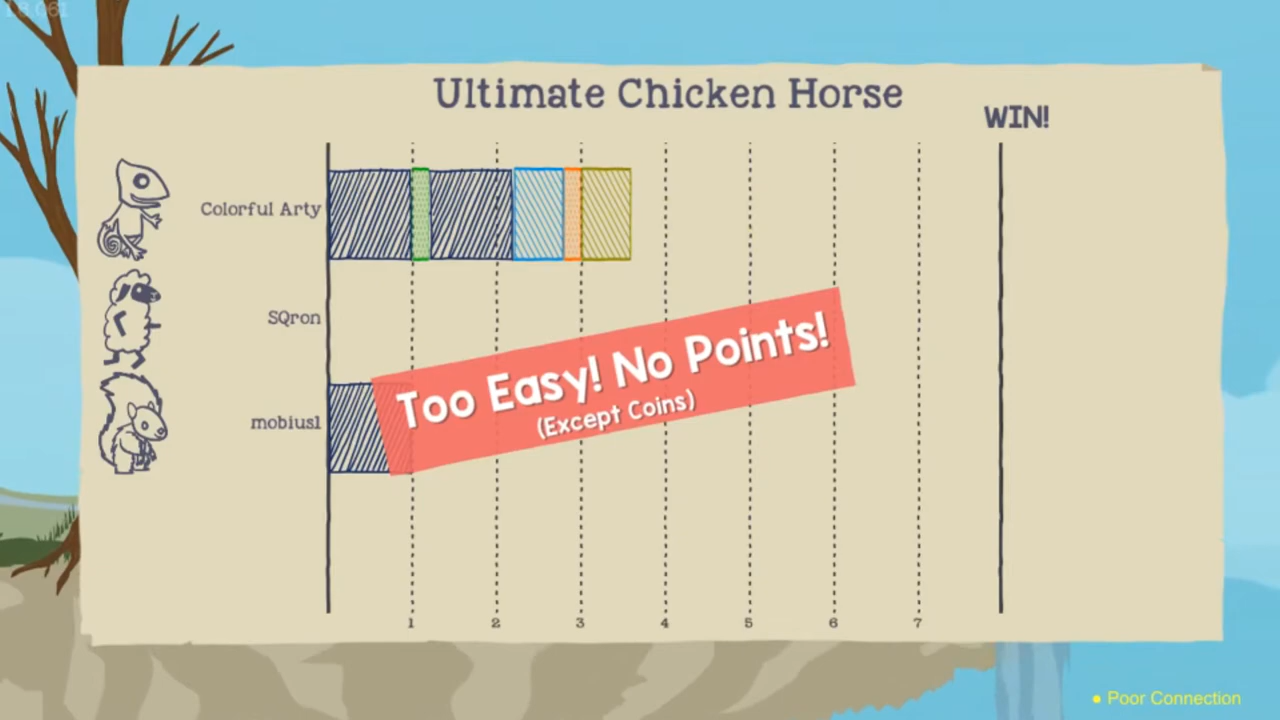 Ultimate Chicken Horse
WIN!
Colorful Arty
SQron
mobius1
Too Easy! No Points!
(Except Coins)
1 2 3 4 5 6 7
● Poor Connection